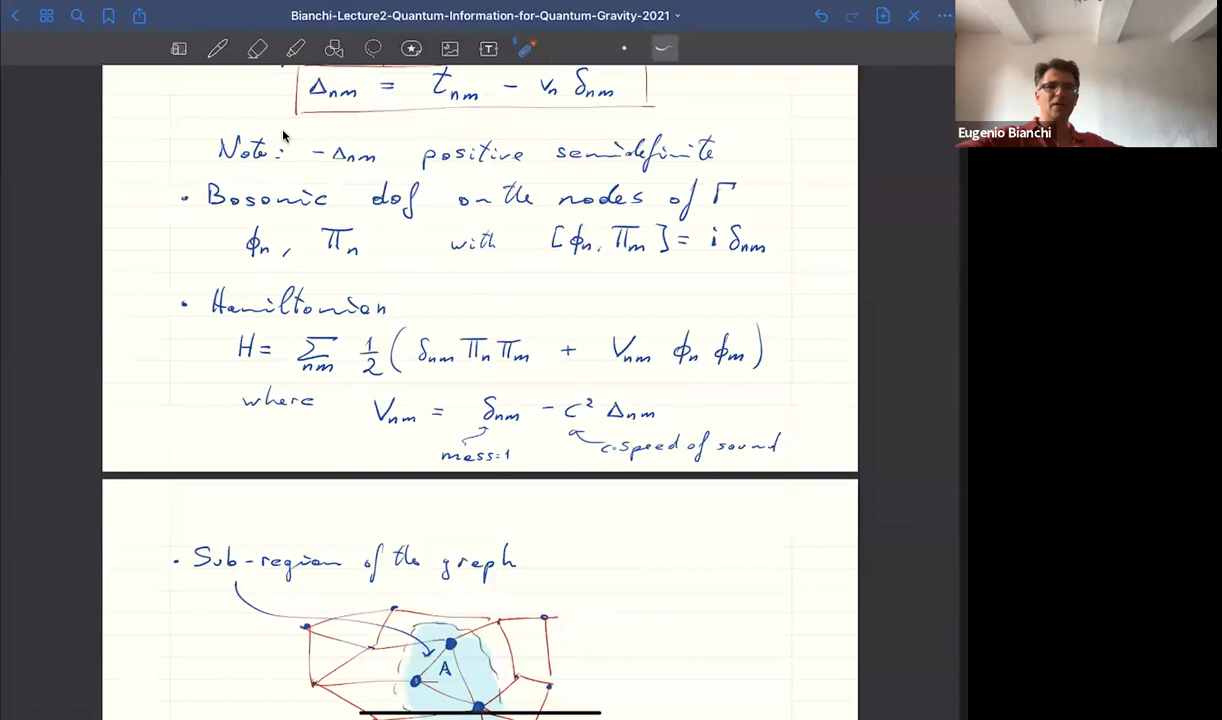 Bianchi-Lecture2-Quantum-Information-for-Quantum-Gravity-2021
Eugenio Bianchi
Δnm = tnm - vn δnm
Note: - Δnm positive semidefinite
• Bosonic dof on the nodes of Γ
ϕn, Πn with [ϕn, Πm] = i δnm
• Hamiltonian
H = ∑nm 1/2 ( δnm Πn Πm + Vnm ϕn ϕm )
where Vnm = δnm - c² Δnm
mass=1 c=speed of sound
• Sub-region of the graph
A